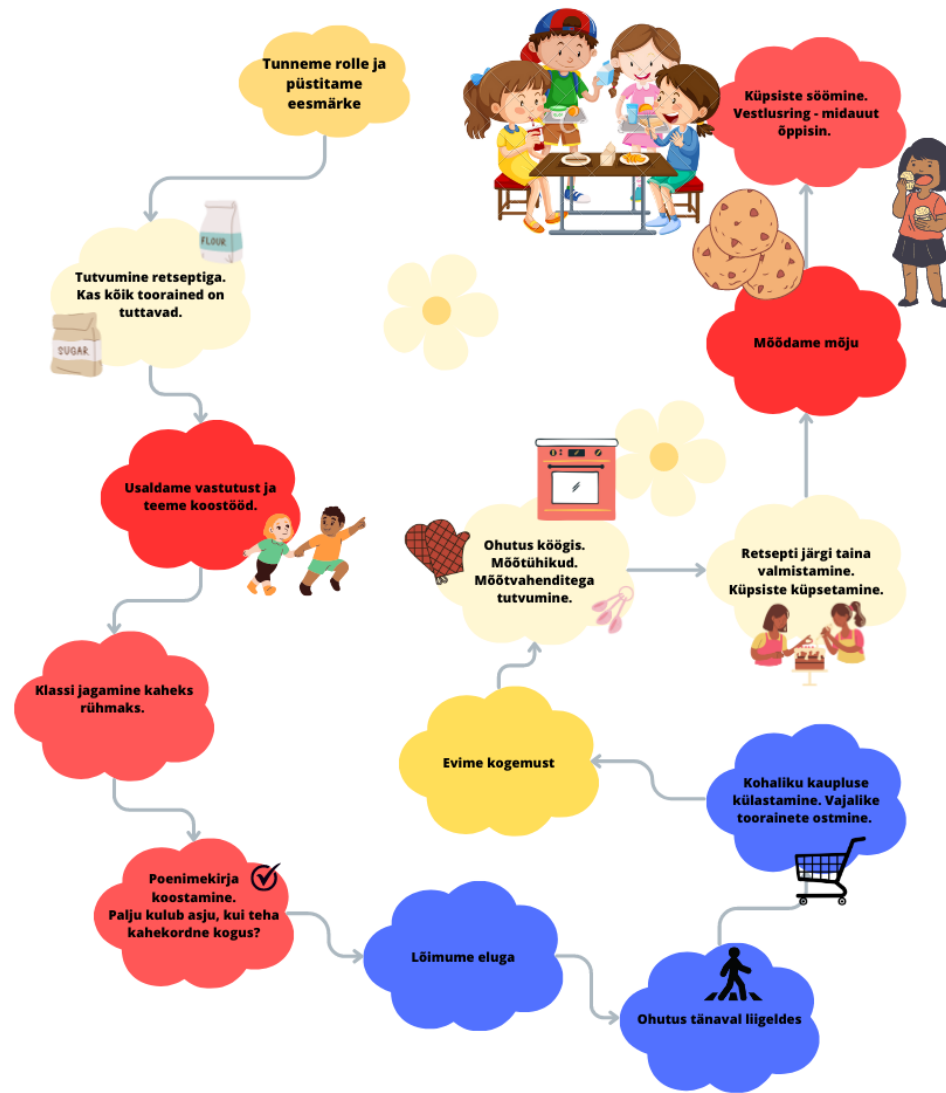 Tunneme rolle ja
püstitame
eesmärke
FLOUR
Tutvumine retseptiga.
Kas kõik toorained on
tuttavad.
SUGAR
Usaldame vastutust ja
teeme koostööd.
Klassi jagamine kaheks
rühmaks.
Poenimekirja
koostamine.
Palju kulub asju, kui teha
kahekordne kogus?
Lõimume eluga
Ohutus tänaval liigeldes
Kohaliku kaupluse
külastamine. Vajalike
toorainete ostmine.
Evime kogemust
Ohutus köögis.
Mõõtühikud.
Mõõtvahenditega
tutvumine.
Retsepti järgi taina
valmistamine.
Küpsiste küpsetamine.
Mõõdame mõju
Küpsiste söömine.
Vestlusring - midauut
õppisin.